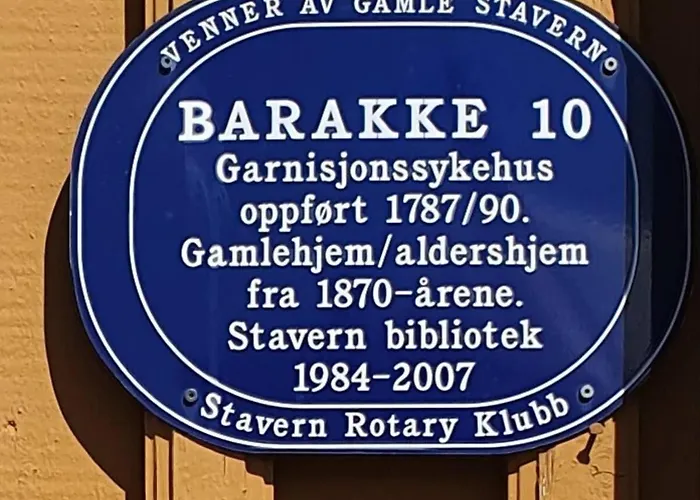 VENNER AV GAMLE STAVERN
BARAKKE 10
Garnisjonssykehus
oppført 1787/90.
Gamlehjem/aldershjem
fra 1870-årene.
Stavern bibliotek
1984-2007
Stavern Rotary Klubb